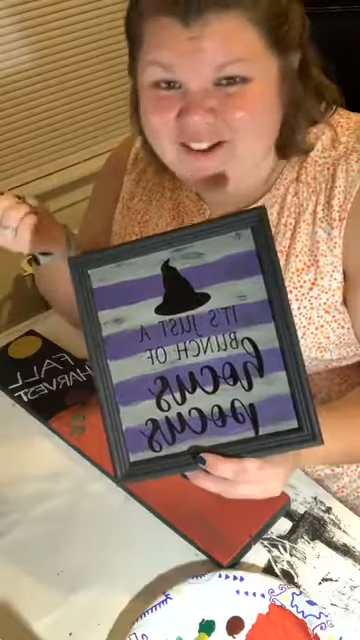 IT'S JUST A
BUNCH OF
hocus
pocus
FALL
HARVEST